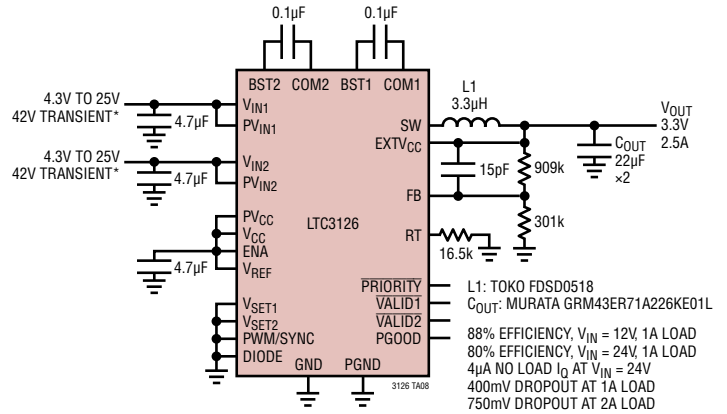 0.1µF 0.1µF
BST2 COM2 BST1 COM1
L1
3.3µH
4.3V TO 25V
42V TRANSIENT*
4.7µF
VIN1
PVIN1
SW
VOUT
3.3V
2.5A
EXTVCC
COUT
22µF
×2
15pF
909k
4.3V TO 25V
42V TRANSIENT*
4.7µF
VIN2
PVIN2
FB
301k
LTC3126
PVCC
VCC
ENA
VREF
4.7µF
RT
16.5k
PRIORITY
VALID1
VALID2
PGOOD
VSET1
VSET2
PWM/SYNC
DIODE
GND PGND
3126 TA08
L1: TOKO FDSD0518
COUT: MURATA GRM43ER71A226KE01L
88% EFFICIENCY, VIN = 12V, 1A LOAD
80% EFFICIENCY, VIN = 24V, 1A LOAD
4µA NO LOAD IQ AT VIN = 24V
400mV DROPOUT AT 1A LOAD
750mV DROPOUT AT 2A LOAD